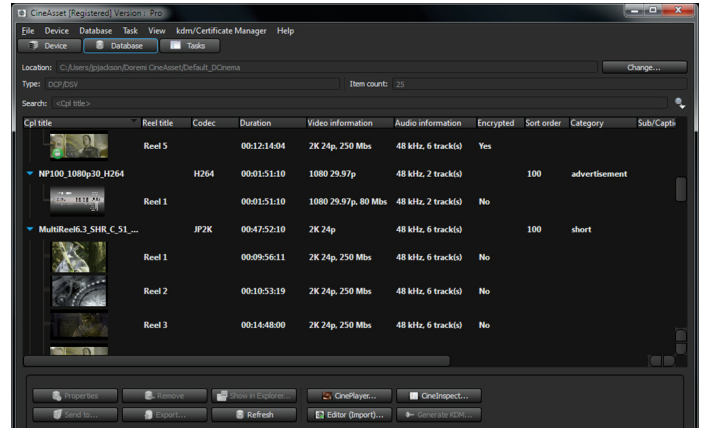 CineAsset [Registered] Version : Pro
File Device Database Task View kdm/Certificate Manager Help
Device Database Tasks
Location: C:/Users/jpjackson/Doremi CineAsset/Default_DCinema Change...
Type: DCP/DSV Item count: 25
Search: <Cpl title>
Cpl title Reel title Codec Duration Video information Audio information Encrypted Sort order Category Sub/Capti
Reel 5 00:12:14:04 2K 24p, 250 Mbs 48 kHz, 6 track(s) Yes
NP100_1080p30_H264 H264 00:01:51:10 1080 29.97p 48 kHz, 2 track(s) 100 advertisement
Reel 1 00:01:51:10 1080 29.97p, 80 Mbs 48 kHz, 2 track(s) No
MultiReel6.3_SHR_C_51_... JP2K 00:47:52:10 2K 24p 48 kHz, 6 track(s) 100 short
Reel 1 00:09:56:11 2K 24p, 250 Mbs 48 kHz, 6 track(s) No
Reel 2 00:10:53:19 2K 24p, 250 Mbs 48 kHz, 6 track(s) No
Reel 3 00:14:48:00 2K 24p, 250 Mbs 48 kHz, 6 track(s) No
Properties Remove Show in Explorer... CinePlayer... CineInspect...
Send to... Export... Refresh Editor (Import)... Generate KDM...